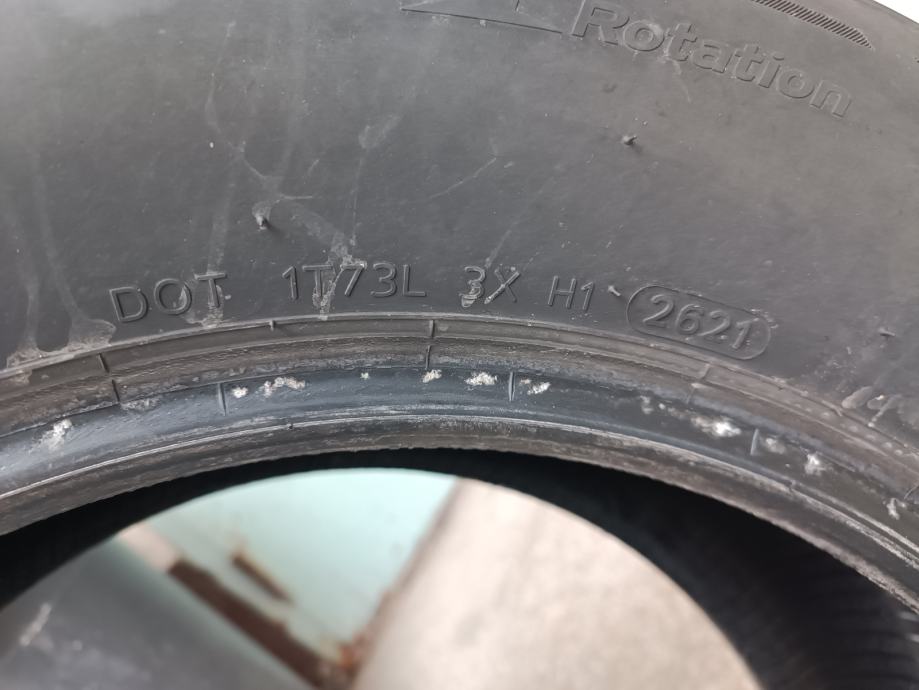 Rotation
DOT 1T73L 3X H1 2621